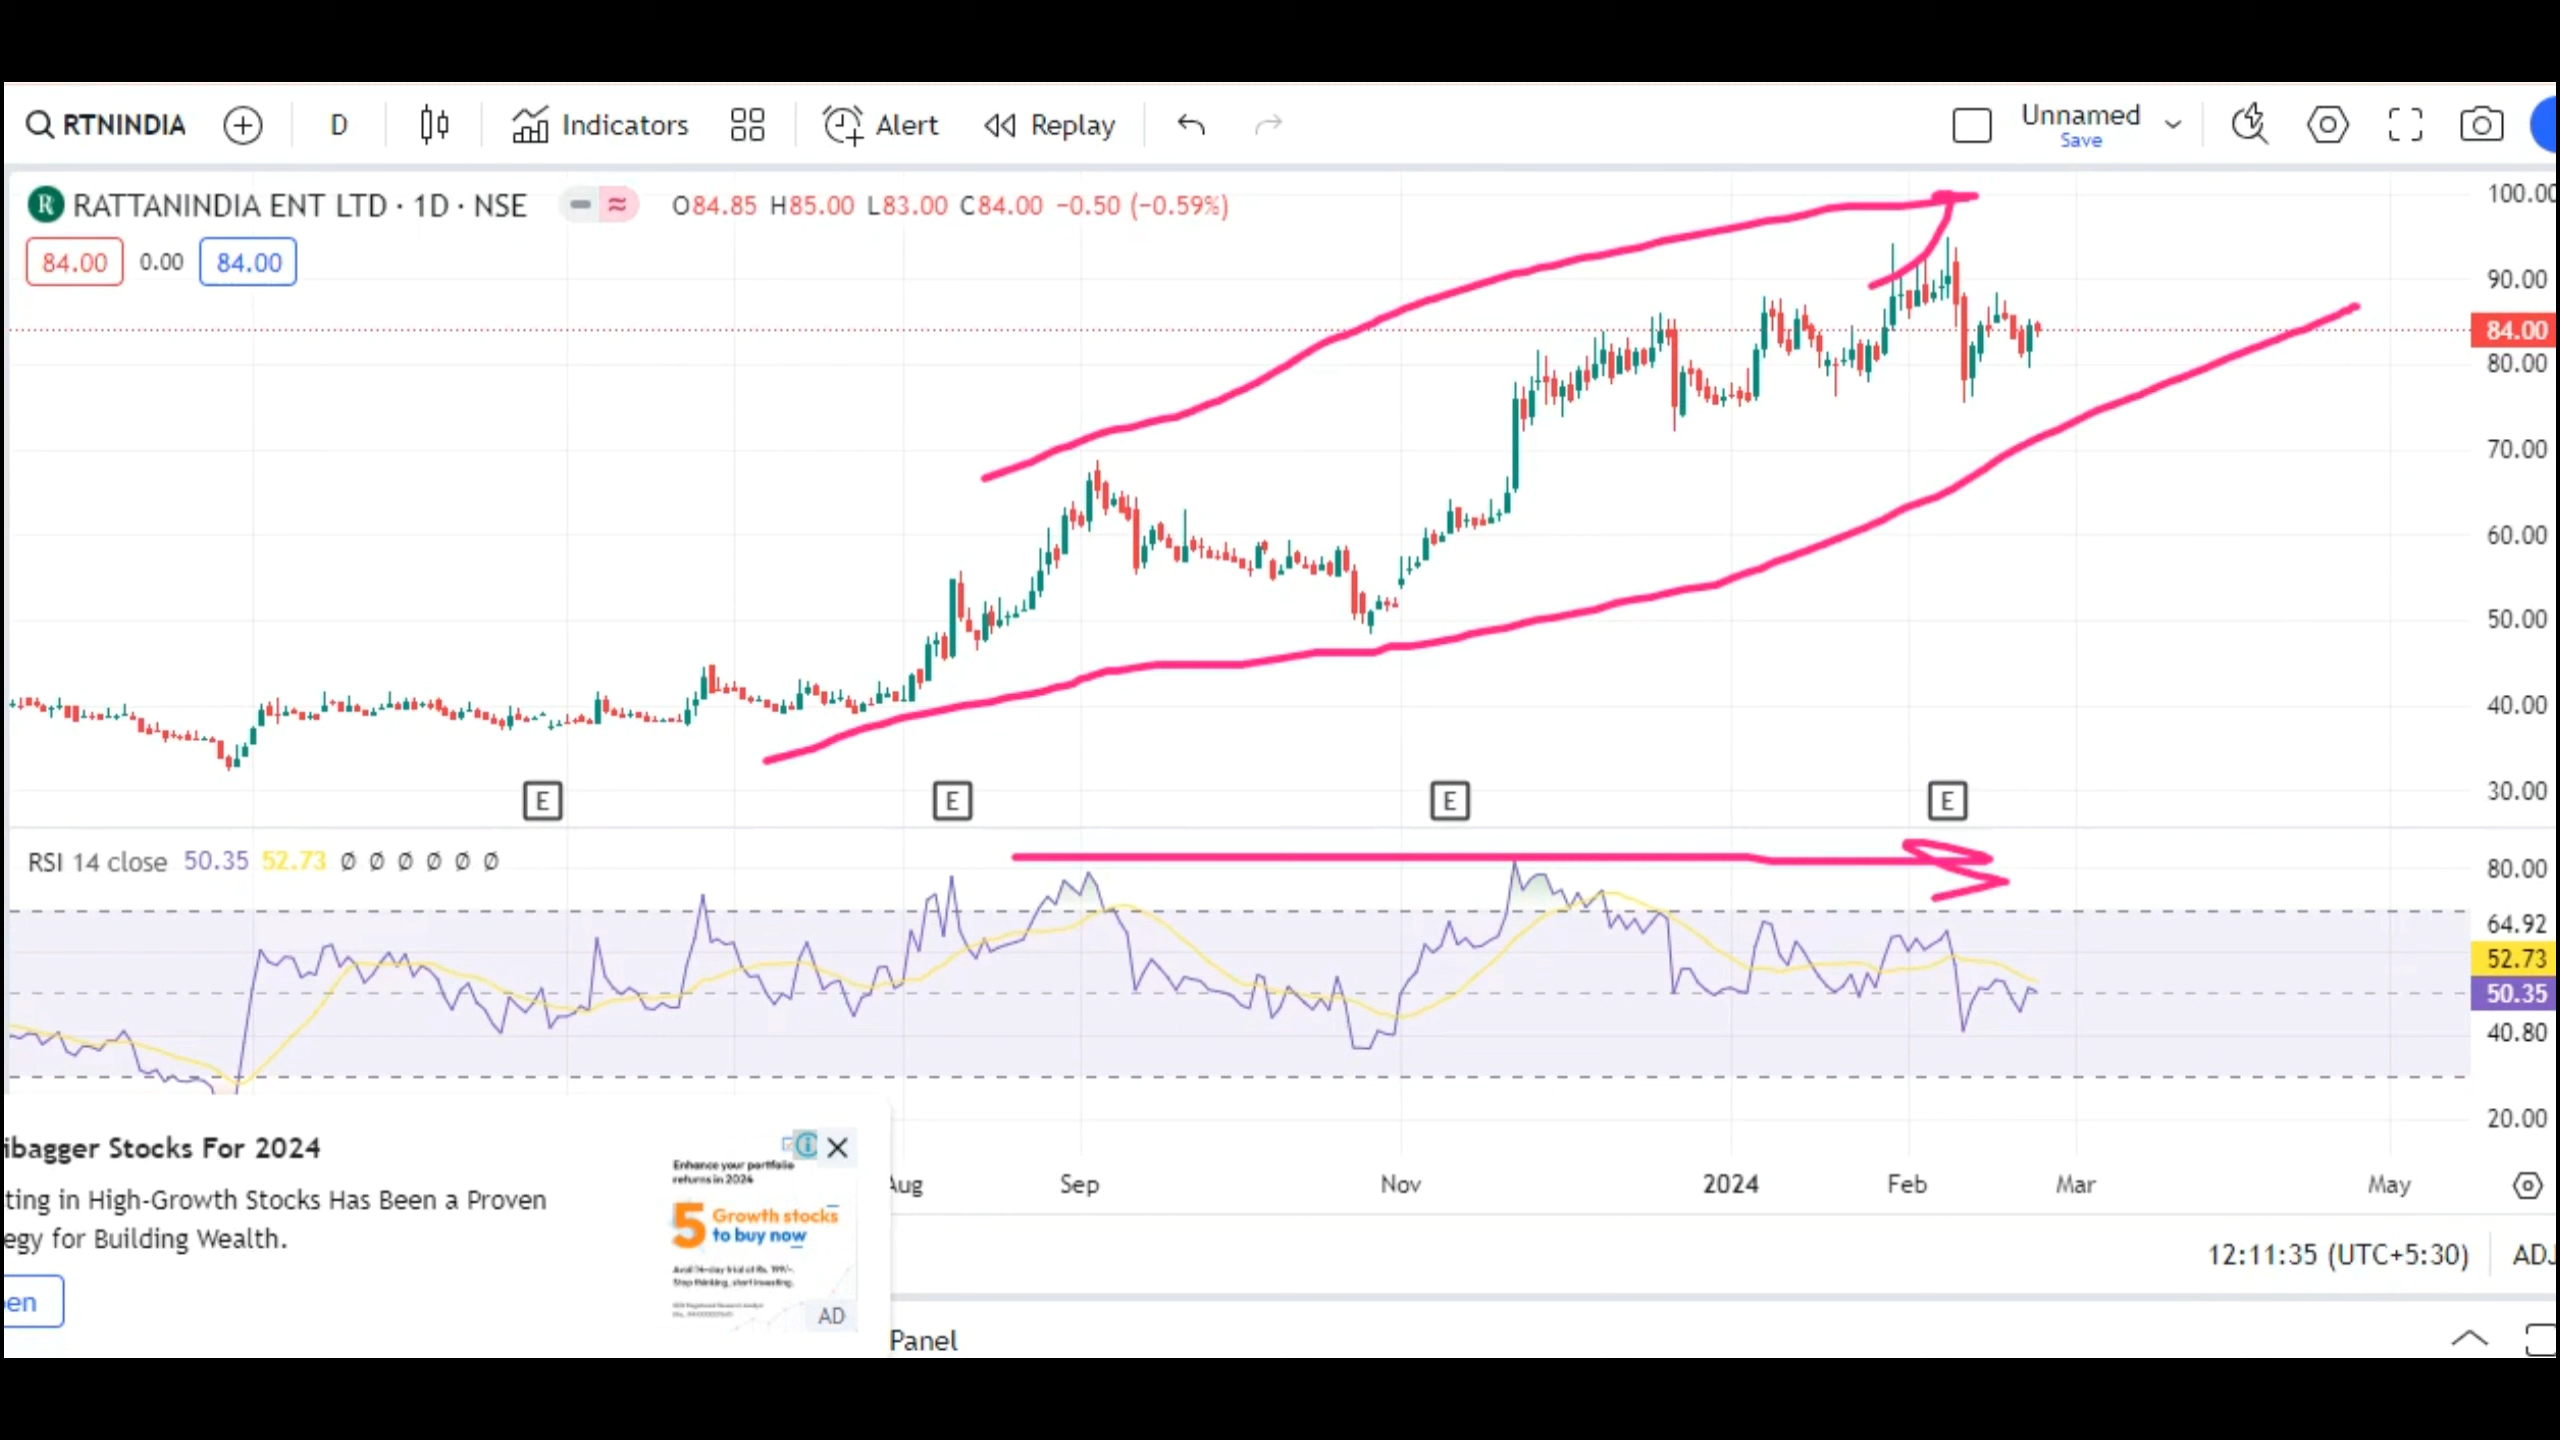 RTNINDIA D Indicators Alert Replay Unnamed
Save
R RATTANINDIA ENT LTD · 1D · NSE O84.85 H85.00 L83.00 C84.00 −0.50 (−0.59%)
84.00 0.00 84.00
100.00
90.00
84.00
80.00
70.00
60.00
50.00
40.00
30.00
E E E E
RSI 14 close 50.35 52.73 Ø Ø Ø Ø Ø Ø
80.00
64.92
52.73
50.35
40.80
20.00
Aug Sep Nov 2024 Feb Mar May
ibagger Stocks For 2024
ting in High-Growth Stocks Has Been a Proven
egy for Building Wealth.
en
Enhance your portfolio
returns in 2024
5 Growth stocks
to buy now
Stop thinking, start investing.
AD
12:11:35 (UTC+5:30) ADJ
Panel